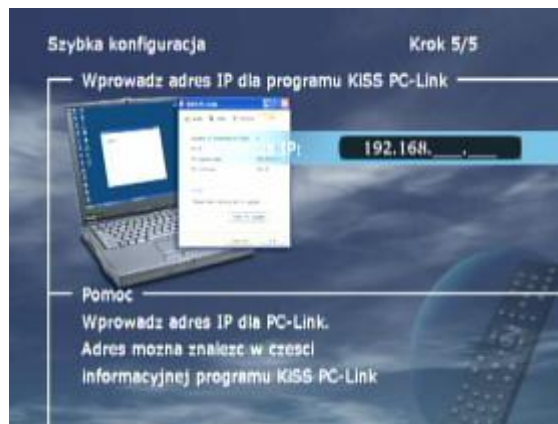 Szybka konfiguracja
Krok 5/5
Wprowadz adres IP dla programu KiSS PC-Link
IP:
192.168.___.___
Pomoc
Wprowadz adres IP dla PC-Link.
Adres mozna znalezc w czesci
informacyjnej programu KiSS PC-Link